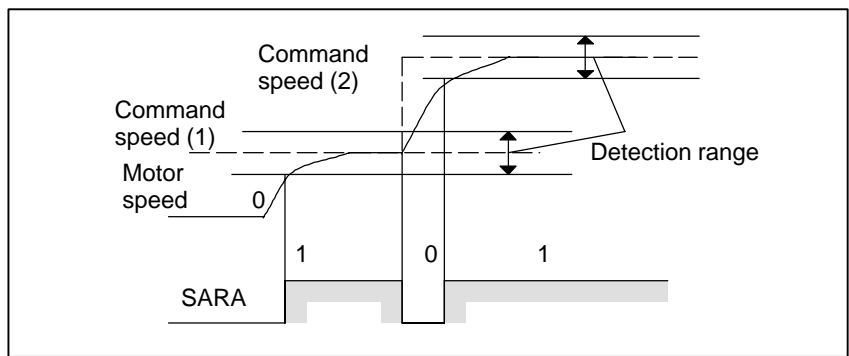 Command
speed (2)
Command
speed (1)
Detection range
Motor
speed
0
1
0
1
SARA